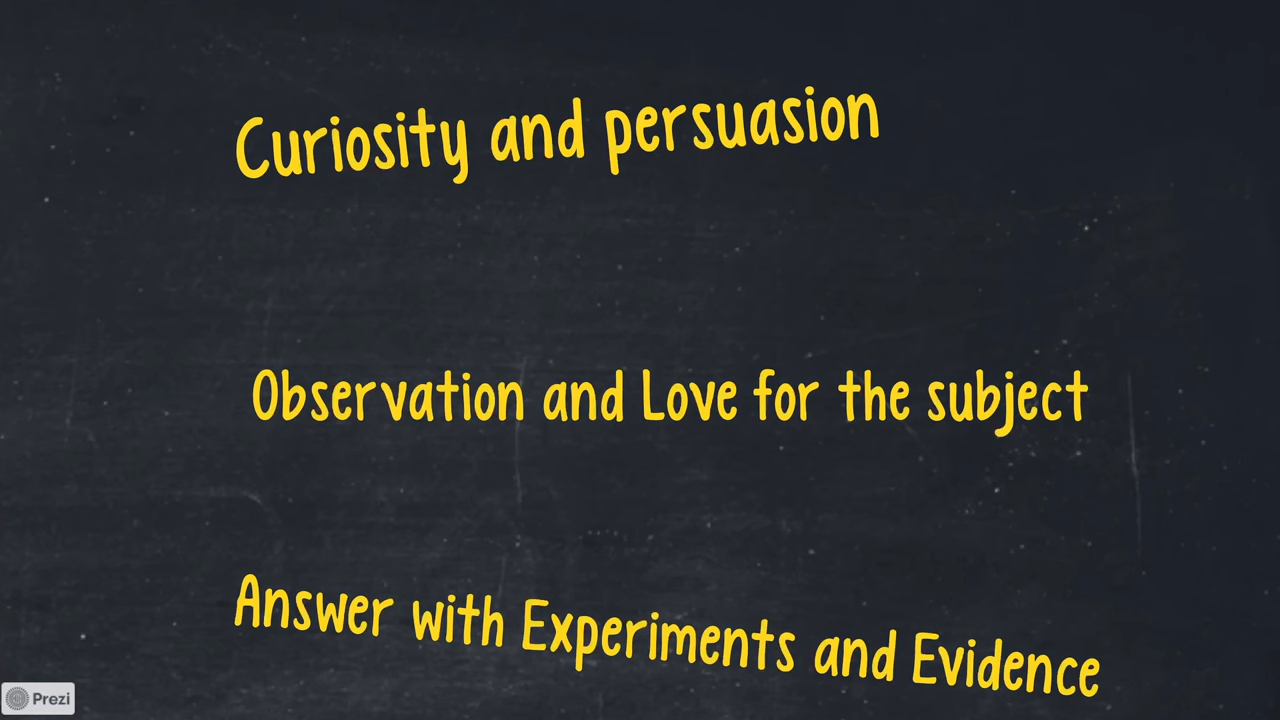 Curiosity and persuasion
Observation and Love for the subject
Answer with Experiments and Evidence
Prezi